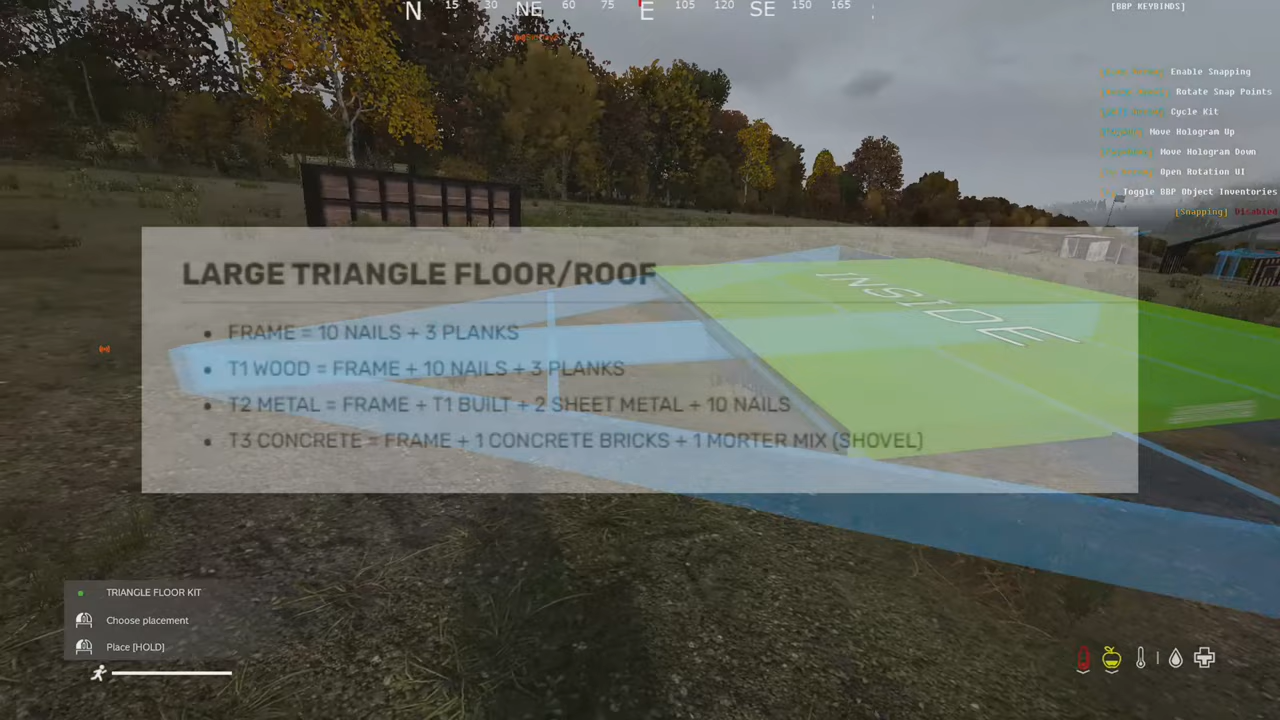 N 15 30 NE 60 75 E 105 120 SE 150 165
[BBP KEYBINDS]
Enable Snapping
Rotate Snap Points
Cycle Kit
Move Hologram Up
Move Hologram Down
Open Rotation UI
Toggle BBP Object Inventories
[Snapping] Disabled
LARGE TRIANGLE FLOOR/ROOF
INSIDE
• FRAME = 10 NAILS + 3 PLANKS
• T1 WOOD = FRAME + 10 NAILS + 3 PLANKS
• T2 METAL = FRAME + T1 BUILT + 2 SHEET METAL + 10 NAILS
• T3 CONCRETE = FRAME + 1 CONCRETE BRICKS + 1 MORTER MIX (SHOVEL)
TRIANGLE FLOOR KIT
Choose placement
Place [HOLD]